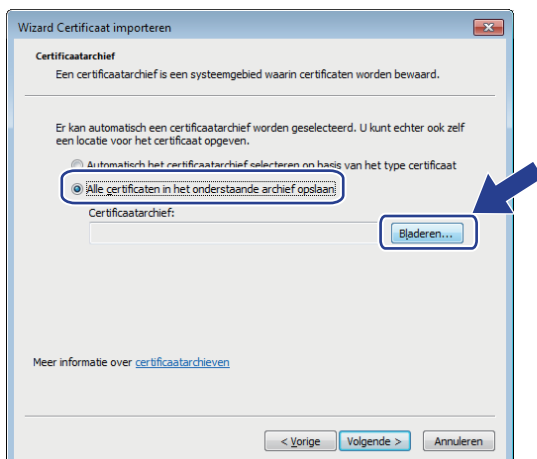 Wizard Certificaat importeren
Certificaatarchief
Een certificaatarchief is een systeemgebied waarin certificaten worden bewaard.
Er kan automatisch een certificaatarchief worden geselecteerd. U kunt echter ook zelf
een locatie voor het certificaat opgeven.
Automatisch het certificaatarchief selecteren op basis van het type certificaat
Alle certificaten in het onderstaande archief opslaan
Certificaatarchief:
Bladeren...
Meer informatie over certificaatarchieven
< Vorige
Volgende >
Annuleren